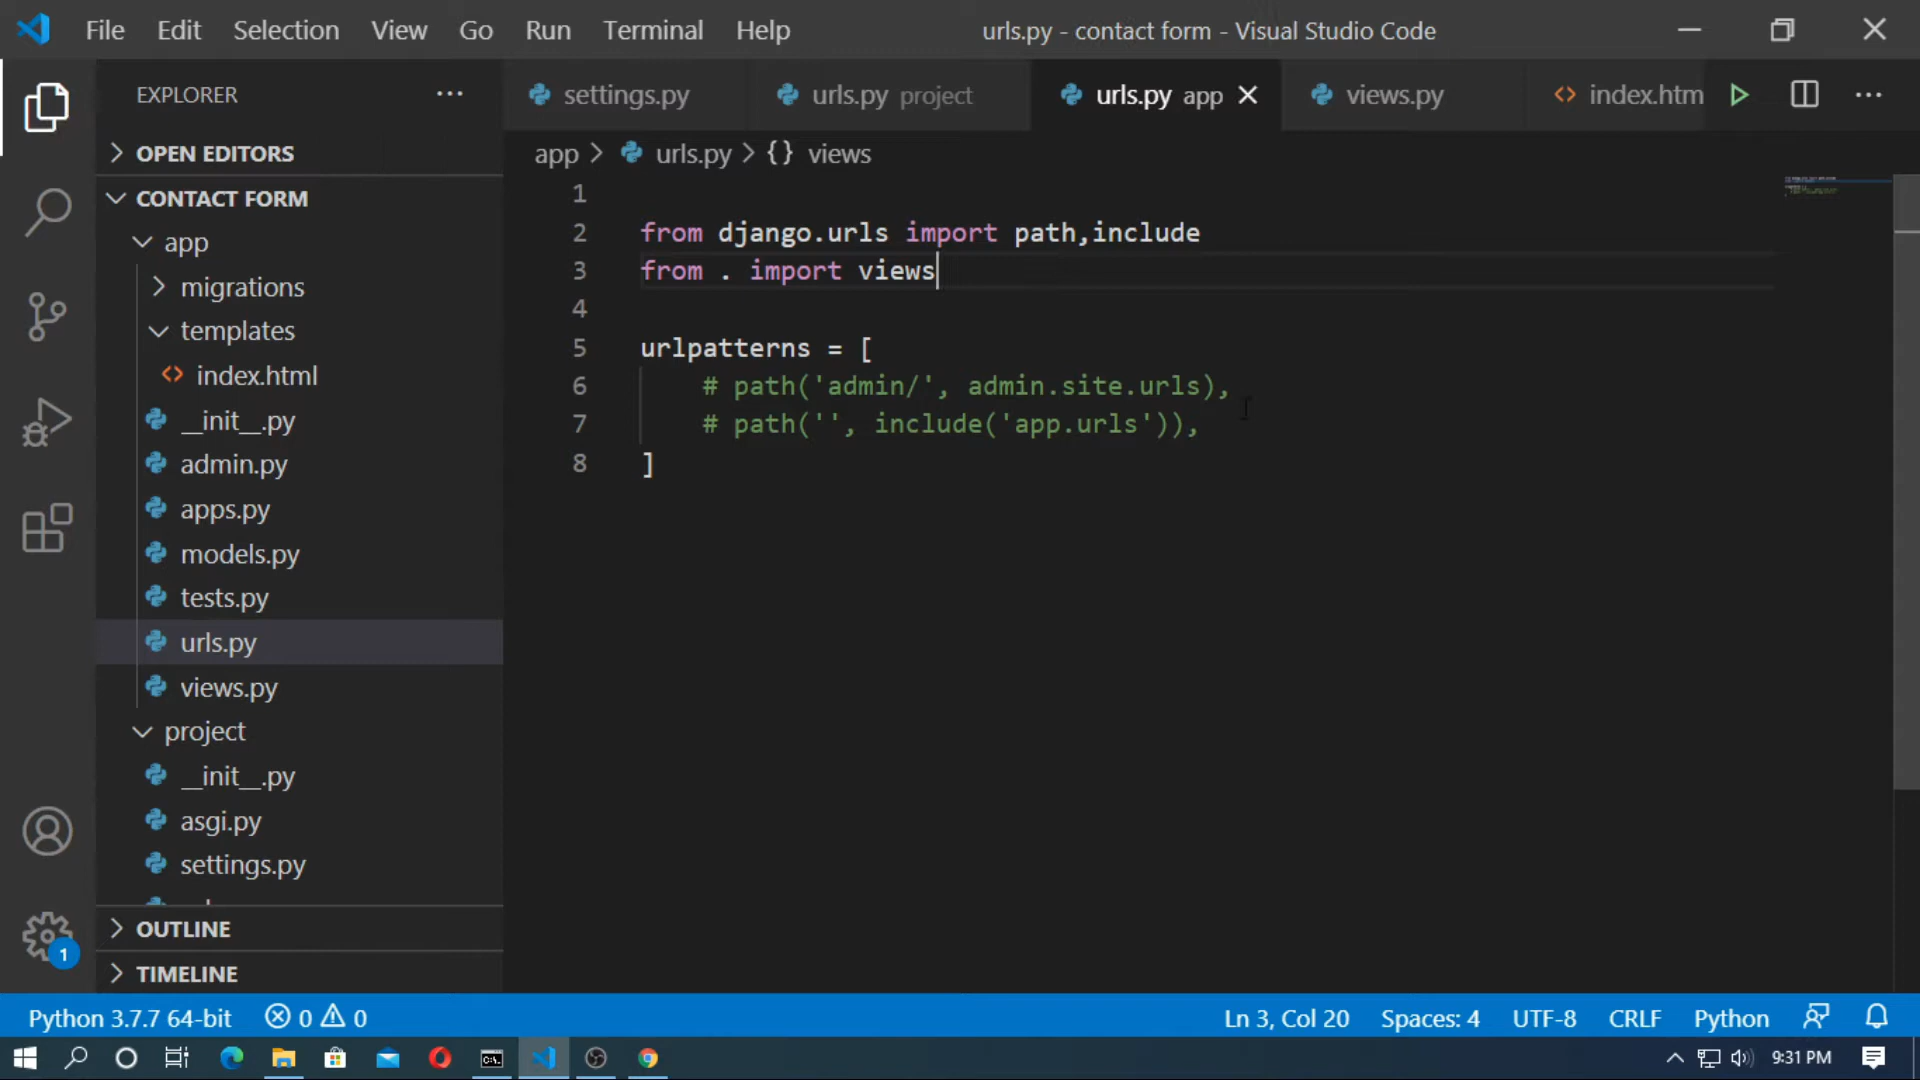 File Edit Selection View Go Run Terminal Help urls.py - contact form - Visual Studio Code
EXPLORER ···
settings.py urls.py project urls.py app views.py index.htm
OPEN EDITORS
app > urls.py > {} views
CONTACT FORM
app
migrations
templates
index.html
__init__.py
admin.py
apps.py
models.py
tests.py
urls.py
views.py
project
__init__.py
asgi.py
settings.py
OUTLINE
TIMELINE
1
2 from django.urls import path,include
3 from . import views
4
5 urlpatterns = [
6 # path('admin/', admin.site.urls),
7 # path('', include('app.urls')),
8 ]
1
Python 3.7.7 64-bit 0 0 Ln 3, Col 20 Spaces: 4 UTF-8 CRLF Python
9:31 PM